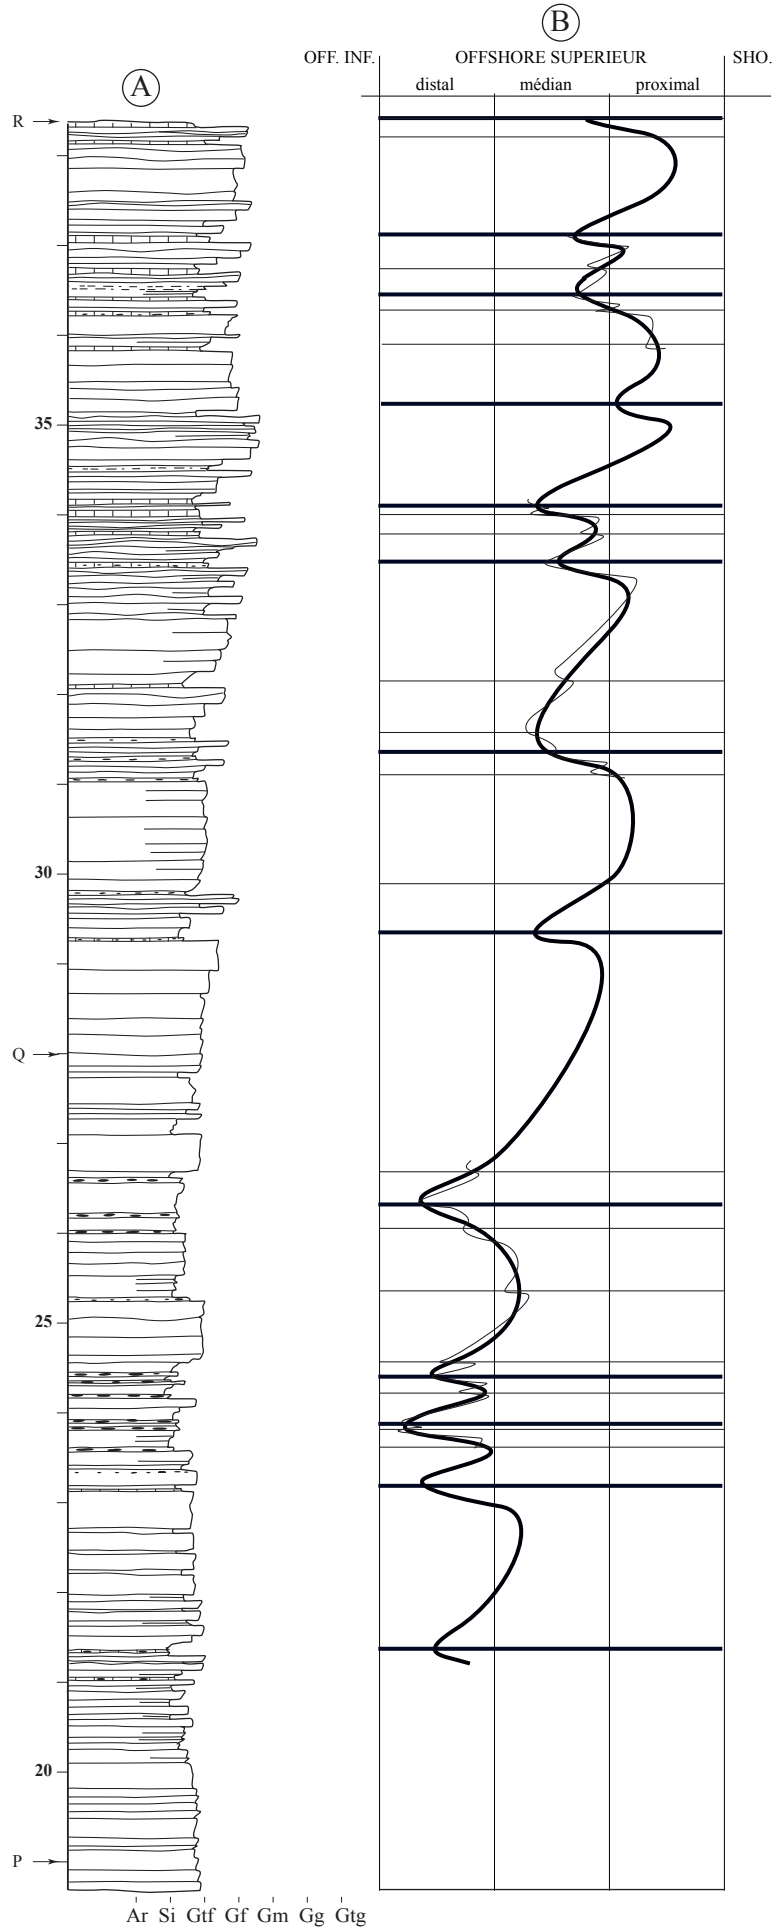 B
OFF. INF. OFFSHORE SUPERIEUR SHO.
A
distal médian proximal
R
35
30
Q
25
20
P
Ar Si Gtf Gf Gm Gg Gtg